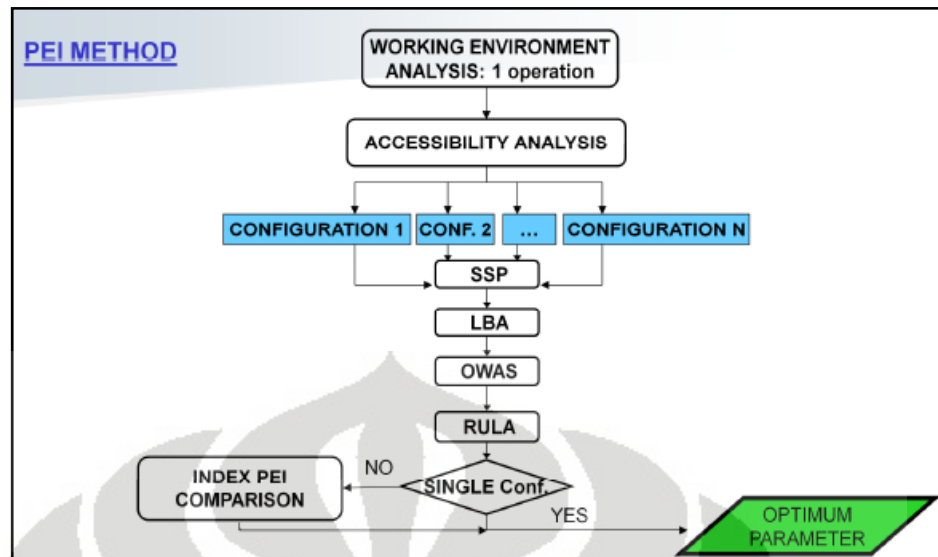 PEI METHOD
WORKING ENVIRONMENT
ANALYSIS: 1 operation
ACCESSIBILITY ANALYSIS
CONFIGURATION 1
CONF. 2
...
CONFIGURATION N
SSP
LBA
OWAS
RULA
SINGLE Conf.
NO
INDEX PEI
COMPARISON
YES
OPTIMUM
PARAMETER